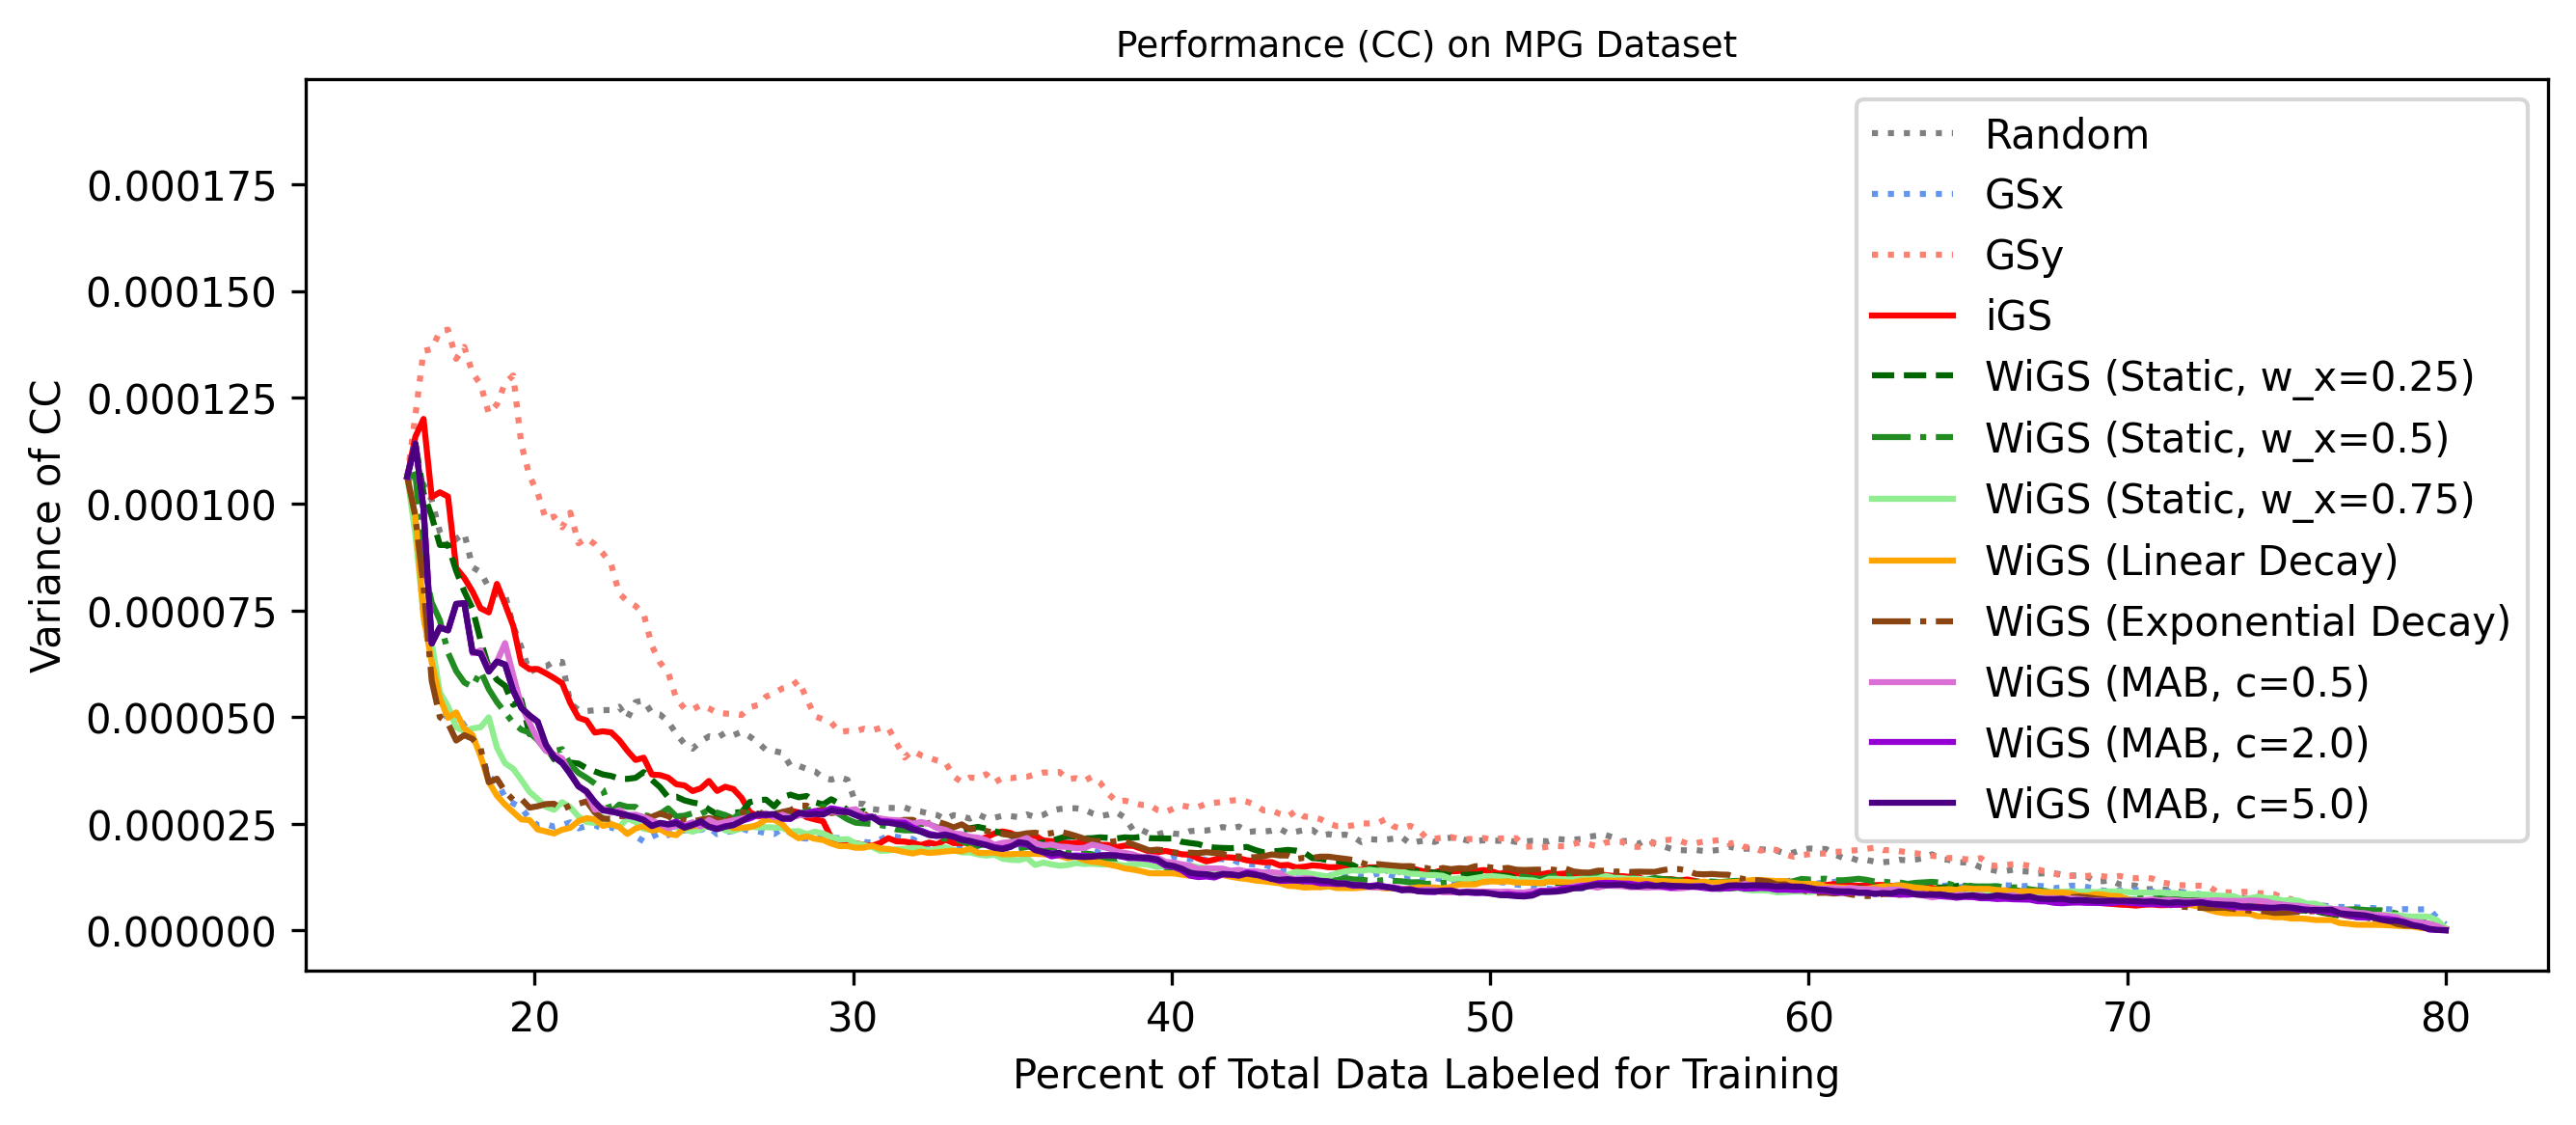 Performance (CC) on MPG Dataset
Variance of CC
0.000175
0.000150
0.000125
0.000100
0.000075
0.000050
0.000025
0.000000
Random
GSx
GSy
iGS
WiGS (Static, w_x=0.25)
WiGS (Static, w_x=0.5)
WiGS (Static, w_x=0.75)
WiGS (Linear Decay)
WiGS (Exponential Decay)
WiGS (MAB, c=0.5)
WiGS (MAB, c=2.0)
WiGS (MAB, c=5.0)
20 30 40 50 60 70 80
Percent of Total Data Labeled for Training